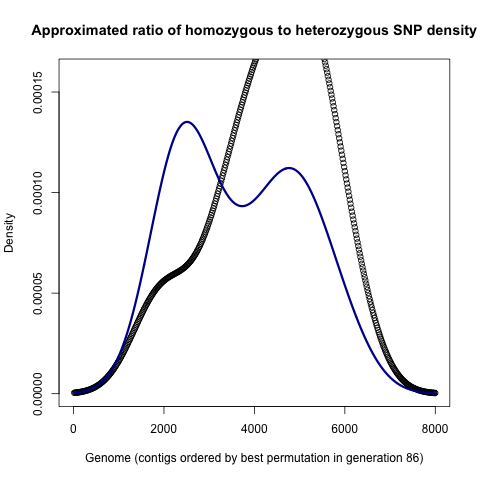 Approximated ratio of homozygous to heterozygous SNP density
0.00015
0.00010
0.00005
0.00000
Density
0 2000 4000 6000 8000
Genome (contigs ordered by best permutation in generation 86)